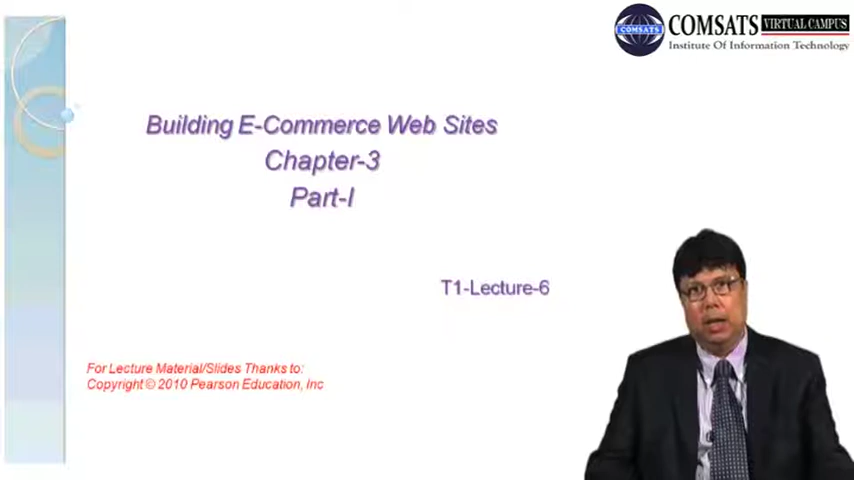 COMSATS
COMSATS VIRTUAL CAMPUS
Institute Of Information Technology
Building E-Commerce Web Sites
Chapter-3
Part-I
T1-Lecture-6
For Lecture Material/Slides Thanks to:
Copyright © 2010 Pearson Education, Inc